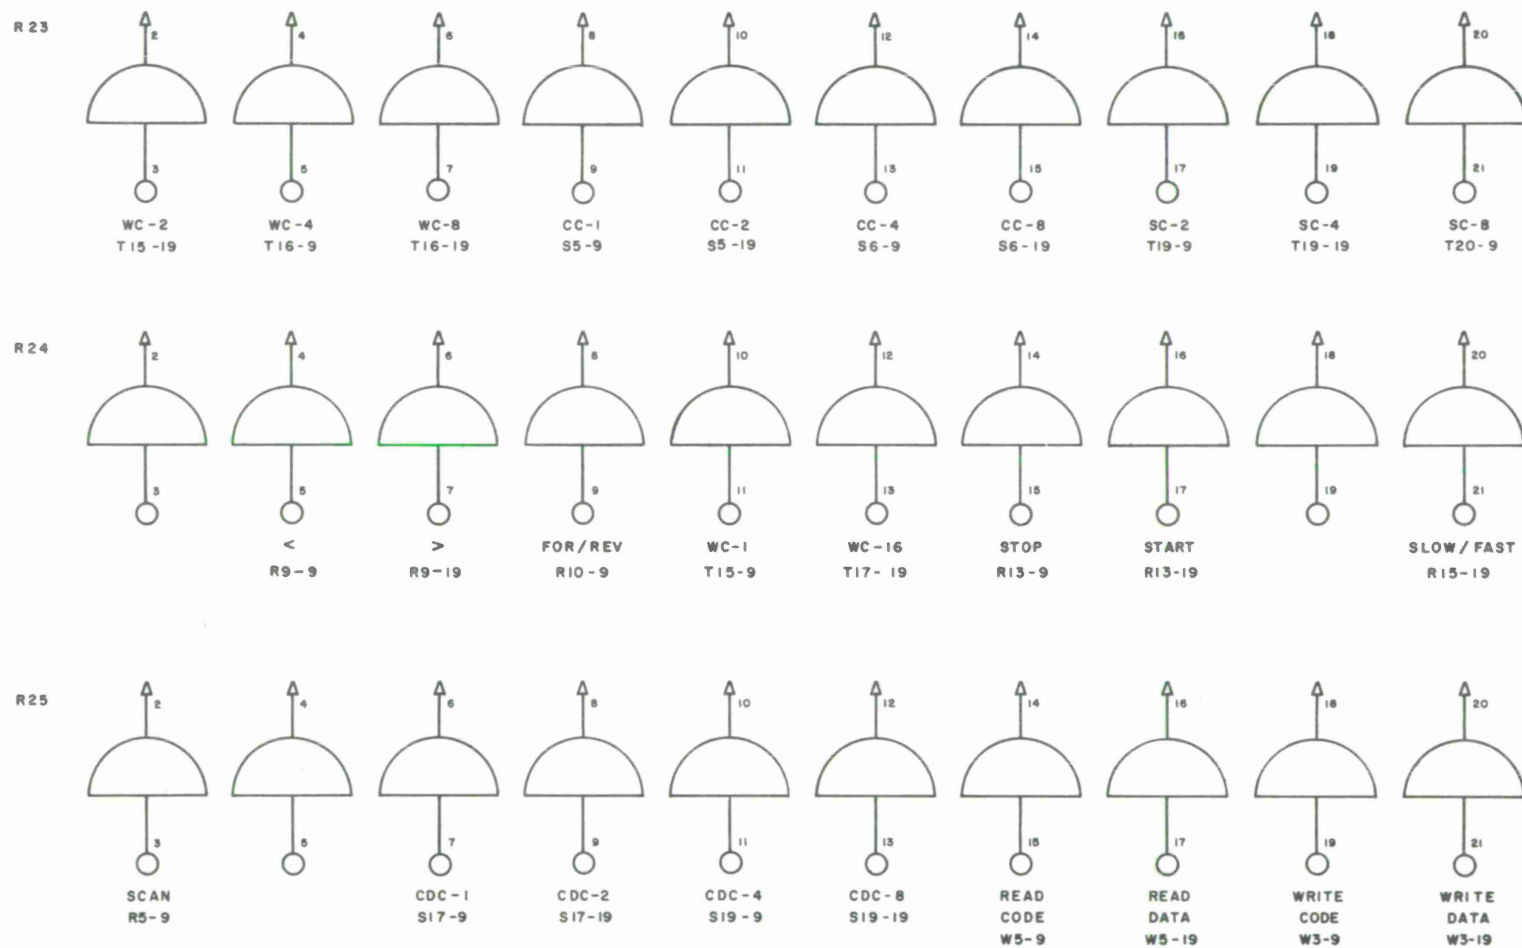 R23
2 4 6 8 10 12 14 16 18 20
3 5 7 9 11 13 15 17 19 21
WC-2 WC-4 WC-8 CC-1 CC-2 CC-4 CC-8 SC-2 SC-4 SC-8
T15-19 T16-9 T16-19 S5-9 S5-19 S6-9 S6-19 T19-9 T19-19 T20-9
R24
2 4 6 8 10 12 14 16 18 20
3 5 7 9 11 13 15 17 19 21
< > FOR/REV WC-1 WC-16 STOP START SLOW/FAST
R9-9 R9-19 R10-9 T15-9 T17-19 R13-9 R13-19 R15-19
R25
2 4 6 8 10 12 14 16 18 20
3 5 7 9 11 13 15 17 19 21
SCAN CDC-1 CDC-2 CDC-4 CDC-8 READ READ WRITE WRITE
R5-9 S17-9 S17-19 S19-9 S19-19 CODE DATA CODE DATA
W5-9 W5-19 W3-9 W3-19